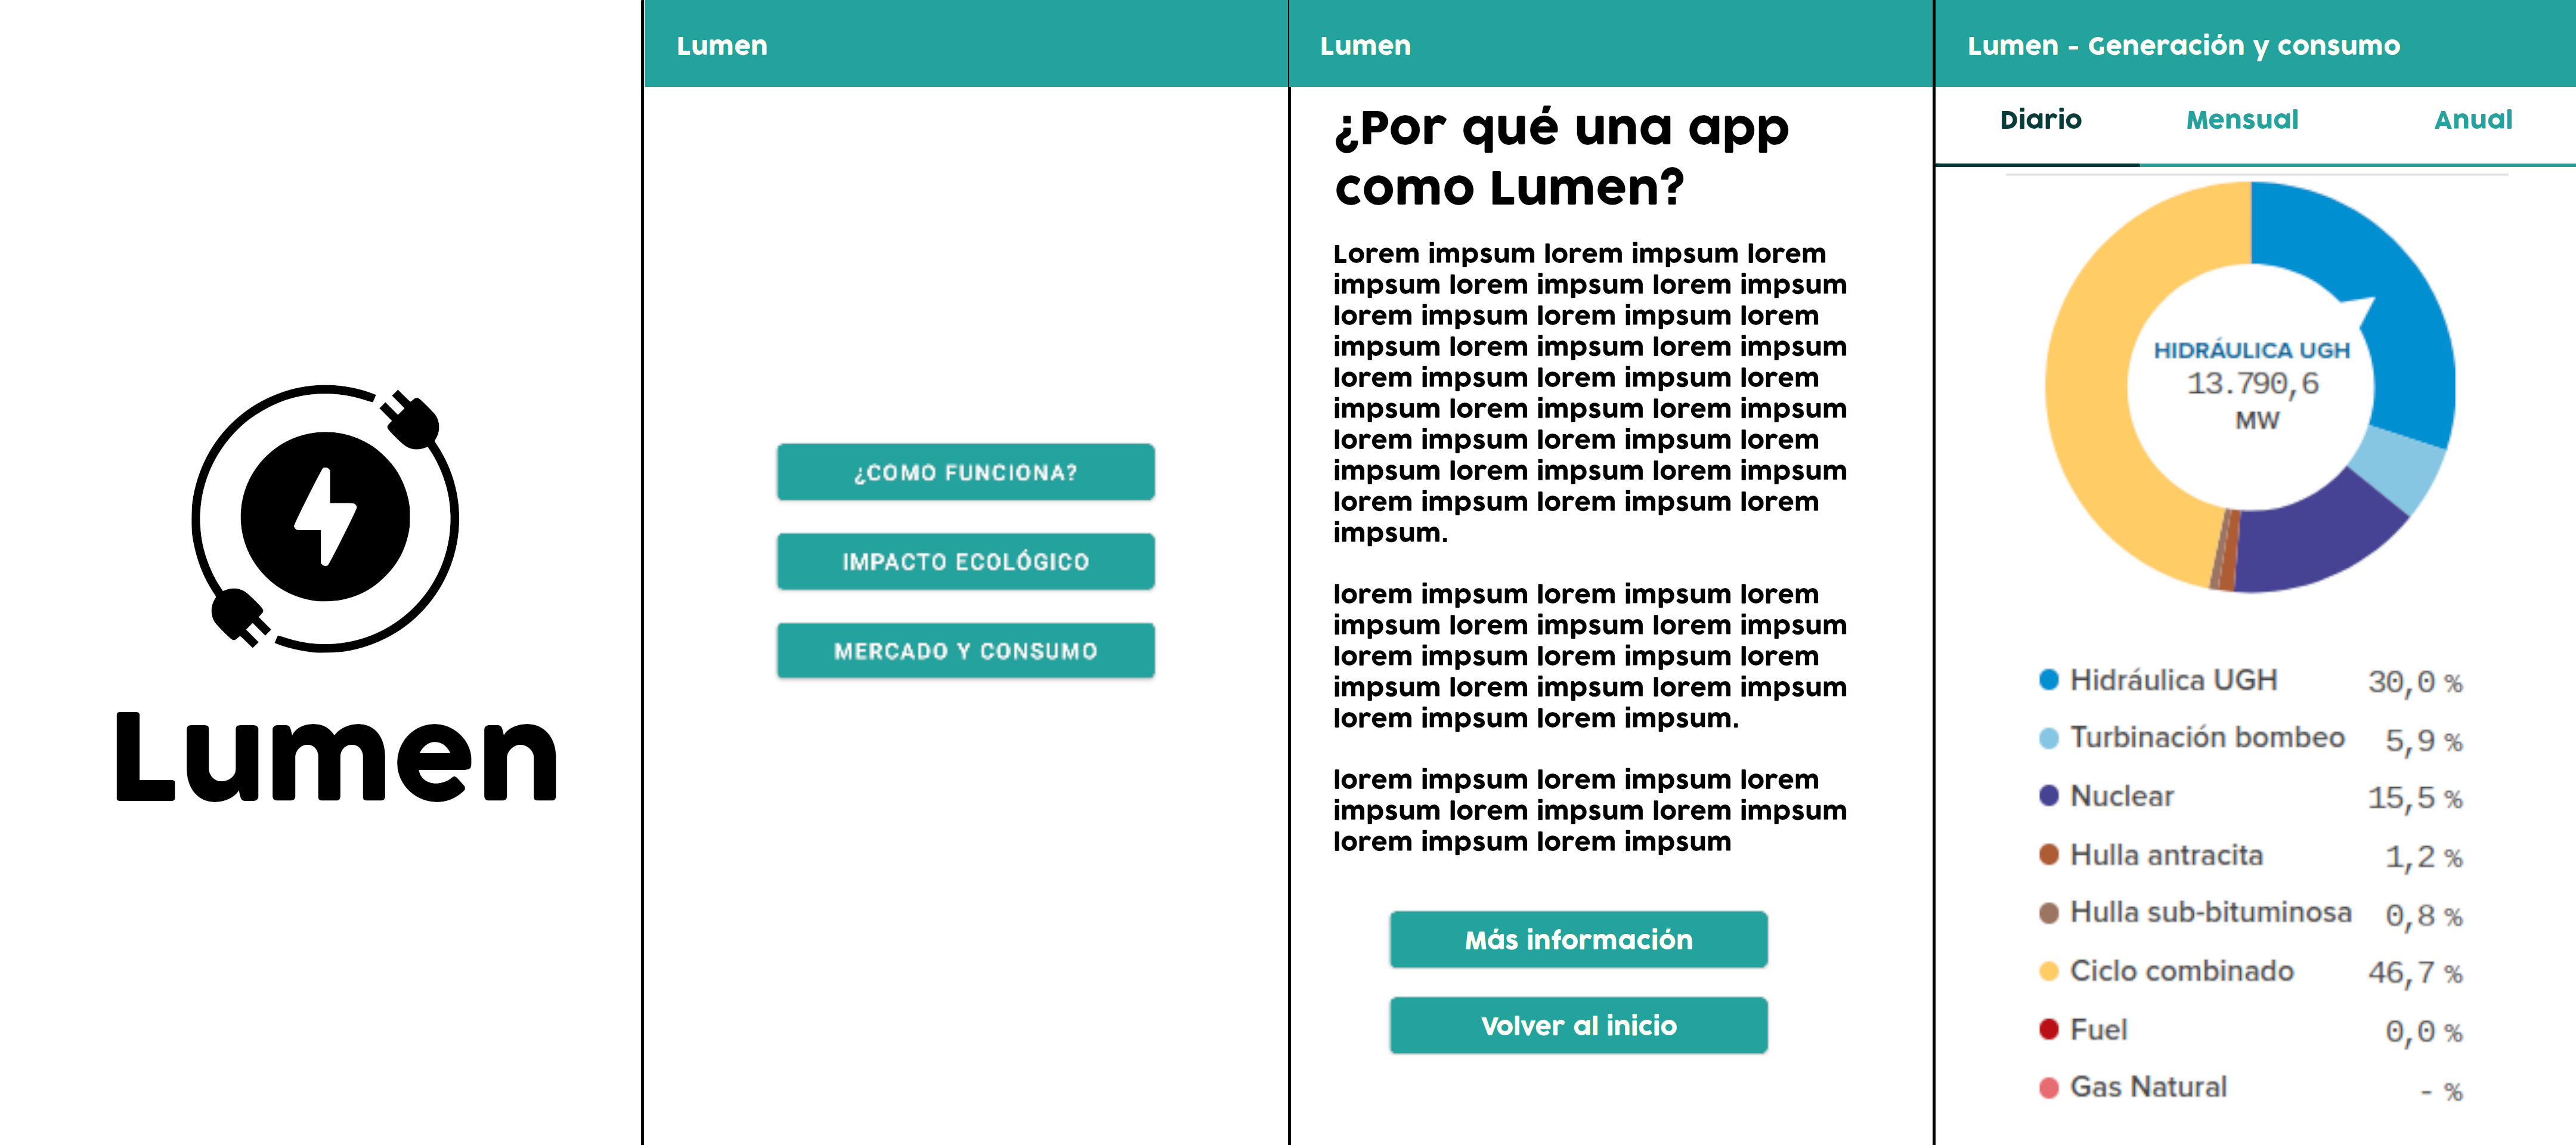 Lumen
Lumen
¿COMO FUNCIONA?
IMPACTO ECOLÓGICO
MERCADO Y CONSUMO
Lumen
¿Por qué una app
como Lumen?
Lorem impsum lorem impsum lorem
impsum lorem impsum lorem impsum
lorem impsum lorem impsum lorem
impsum lorem impsum lorem impsum
lorem impsum lorem impsum lorem
impsum lorem impsum lorem impsum
lorem impsum lorem impsum lorem
impsum lorem impsum lorem impsum
lorem impsum lorem impsum lorem
impsum.
lorem impsum lorem impsum lorem
impsum lorem impsum lorem impsum
lorem impsum lorem impsum lorem
impsum lorem impsum lorem impsum
lorem impsum lorem impsum.
lorem impsum lorem impsum lorem
impsum lorem impsum lorem impsum
lorem impsum lorem impsum
Más información
Volver al inicio
Lumen - Generación y consumo
Diario Mensual Anual
HIDRÁULICA UGH
13.790,6
MW
Hidráulica UGH 30,0 %
Turbinación bombeo 5,9 %
Nuclear 15,5 %
Hulla antracita 1,2 %
Hulla sub-bituminosa 0,8 %
Ciclo combinado 46,7 %
Fuel 0,0 %
Gas Natural - %